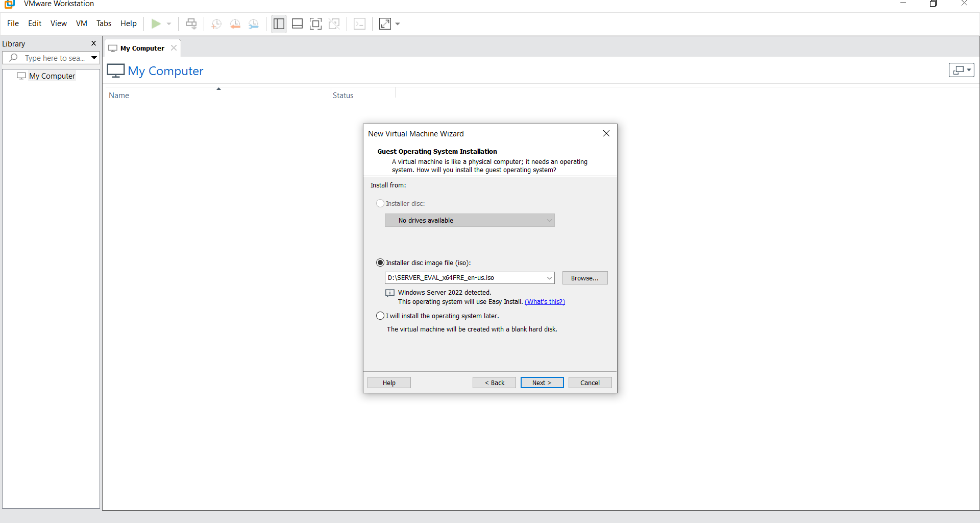 VMware Workstation
File Edit View VM Tabs Help
Library X
Type here to sea...
My Computer
My Computer
My Computer
Name Status
New Virtual Machine Wizard
Guest Operating System Installation
A virtual machine is like a physical computer; it needs an operating
system. How will you install the guest operating system?
Install from:
Installer disc:
No drives available
Installer disc image file (iso):
D:\SERVER_EVAL_x64FRE_en-us.iso
Browse...
Windows Server 2022 detected.
This operating system will use Easy Install. (What's this?)
I will install the operating system later.
The virtual machine will be created with a blank hard disk.
Help < Back Next > Cancel